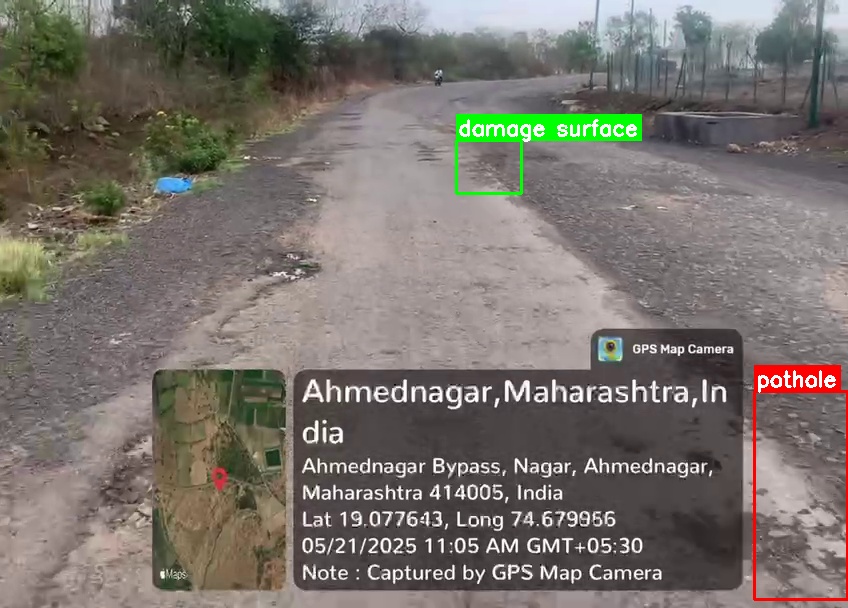 damage surface
GPS Map Camera
pothole
Ahmednagar,Maharashtra,In
dia
Ahmednagar Bypass, Nagar, Ahmednagar,
Maharashtra 414005, India
Lat 19.077643, Long 74.679956
05/21/2025 11:05 AM GMT+05:30
Note : Captured by GPS Map Camera
Maps